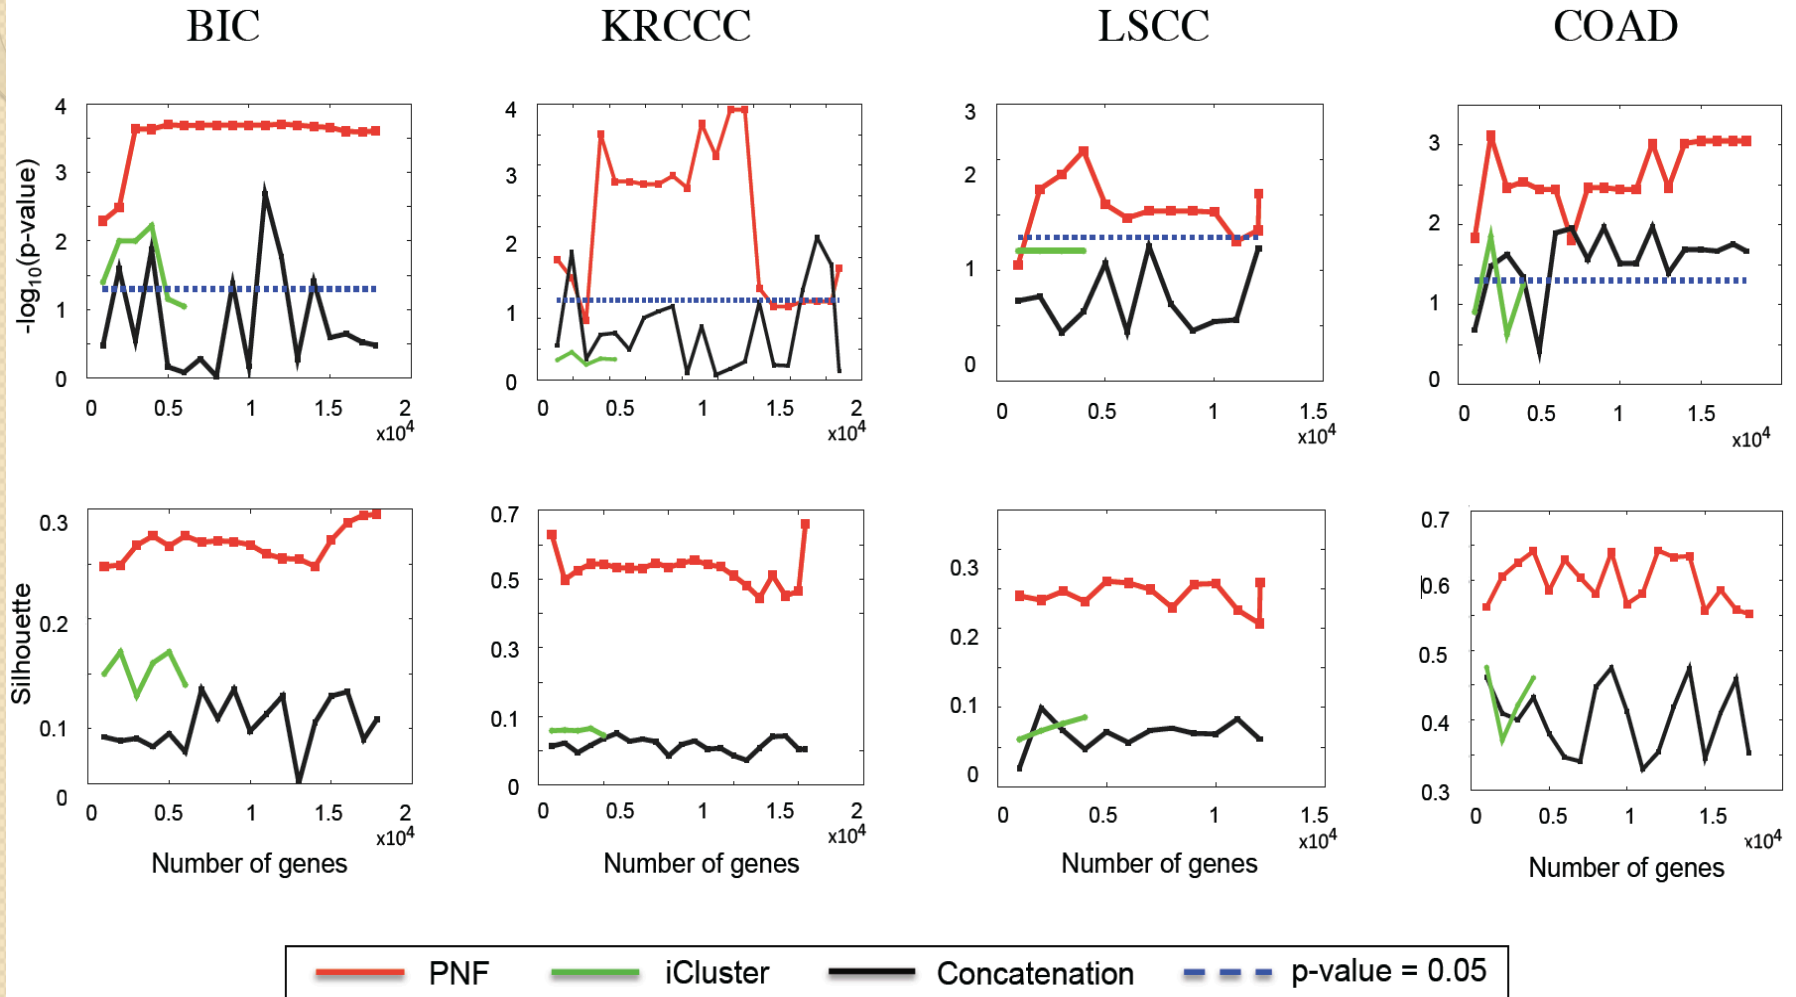 BIC KRCCC LSCC COAD
4 4 3 3
3 3 2 2
2 2 1 1
1 1 0 0
0 0
-log10(p-value)
0 0.5 1 1.5 2 0 0.5 1 1.5 2 0 0.5 1 1.5 0 0.5 1 1.5
x10^4 x10^4 x10^4 x10^4
0.3 0.7 0.3 0.7
0.2 0.5 0.2 0.6
0.1 0.3 0.1 0.5
0 0.1 0 0.4
0 0.3
Silhouette
0 0.5 1 1.5 2 0 0.5 1 1.5 2 0 0.5 1 1.5 0 0.5 1 1.5
x10^4 x10^4 x10^4 x10^4
Number of genes Number of genes Number of genes Number of genes
PNF iCluster Concatenation p-value = 0.05